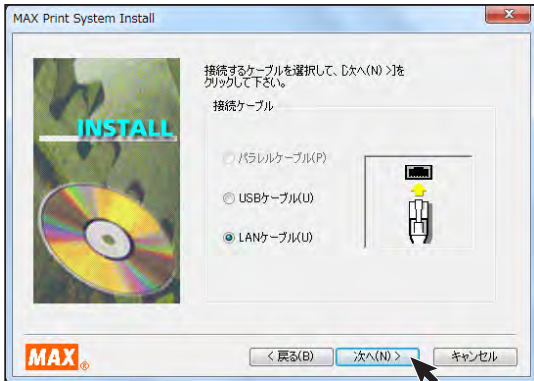 MAX Print System Install
接続するケーブルを選択して、[次へ(N) >]を
クリックして下さい。
接続ケーブル
INSTALL
パラレルケーブル(P)
USBケーブル(U)
LANケーブル(U)
MAX®
< 戻る(B)
次へ(N) >
キャンセル